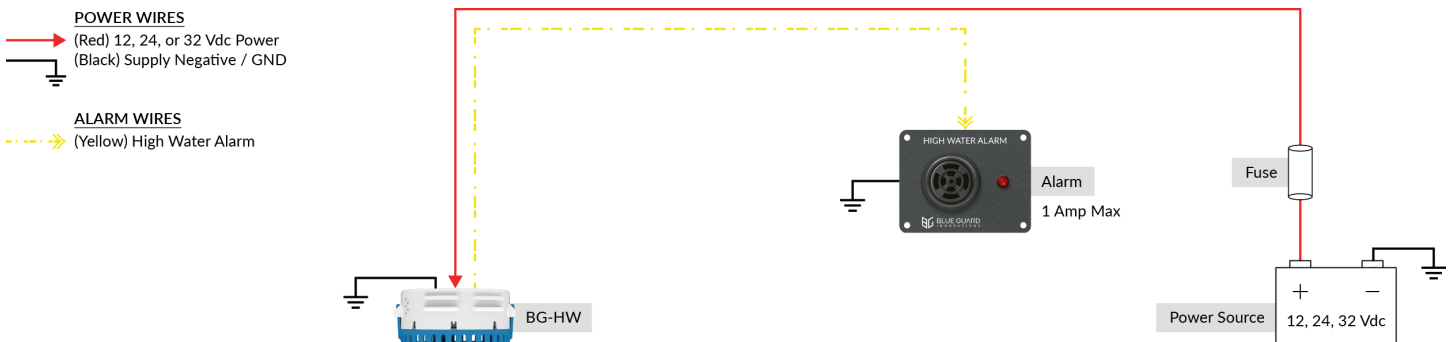 POWER WIRES
(Red) 12, 24, or 32 Vdc Power
(Black) Supply Negative / GND
ALARM WIRES
(Yellow) High Water Alarm
HIGH WATER ALARM
BLUE GUARD
INNOVATIONS
Alarm
1 Amp Max
Fuse
BG-HW
Power Source
+ −
12, 24, 32 Vdc